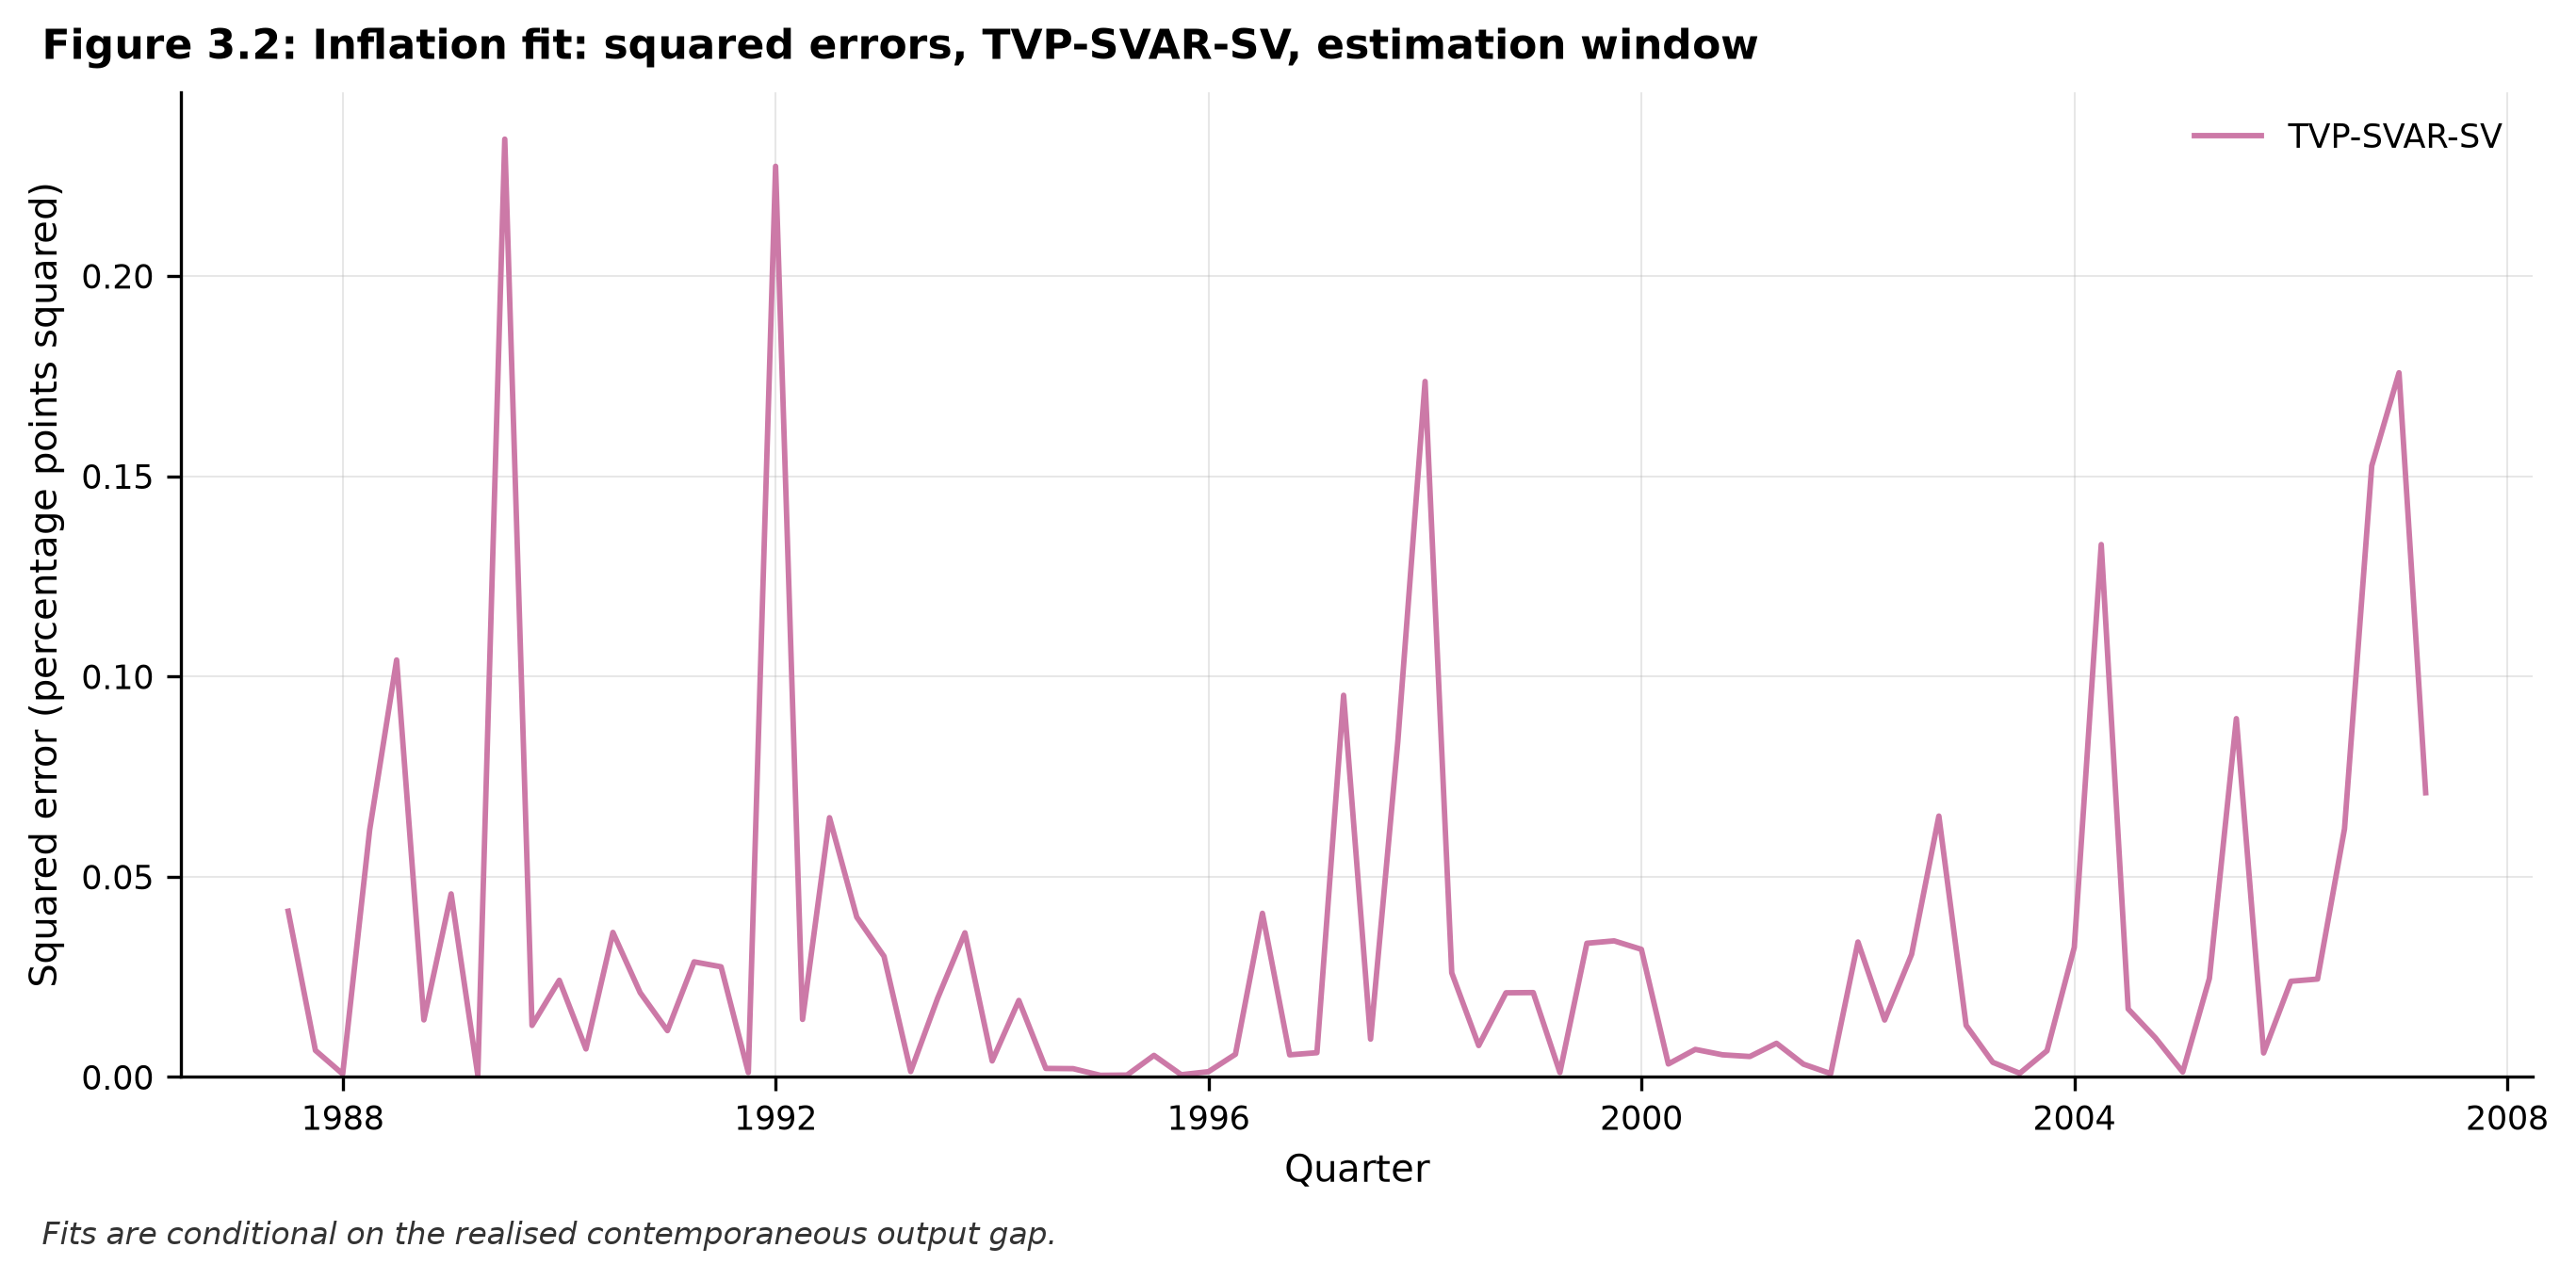 Figure 3.2: Inflation fit: squared errors, TVP-SVAR-SV, estimation window
TVP-SVAR-SV
Squared error (percentage points squared)
0.20
0.15
0.10
0.05
0.00
1988 1992 1996 2000 2004 2008
Quarter
Fits are conditional on the realised contemporaneous output gap.